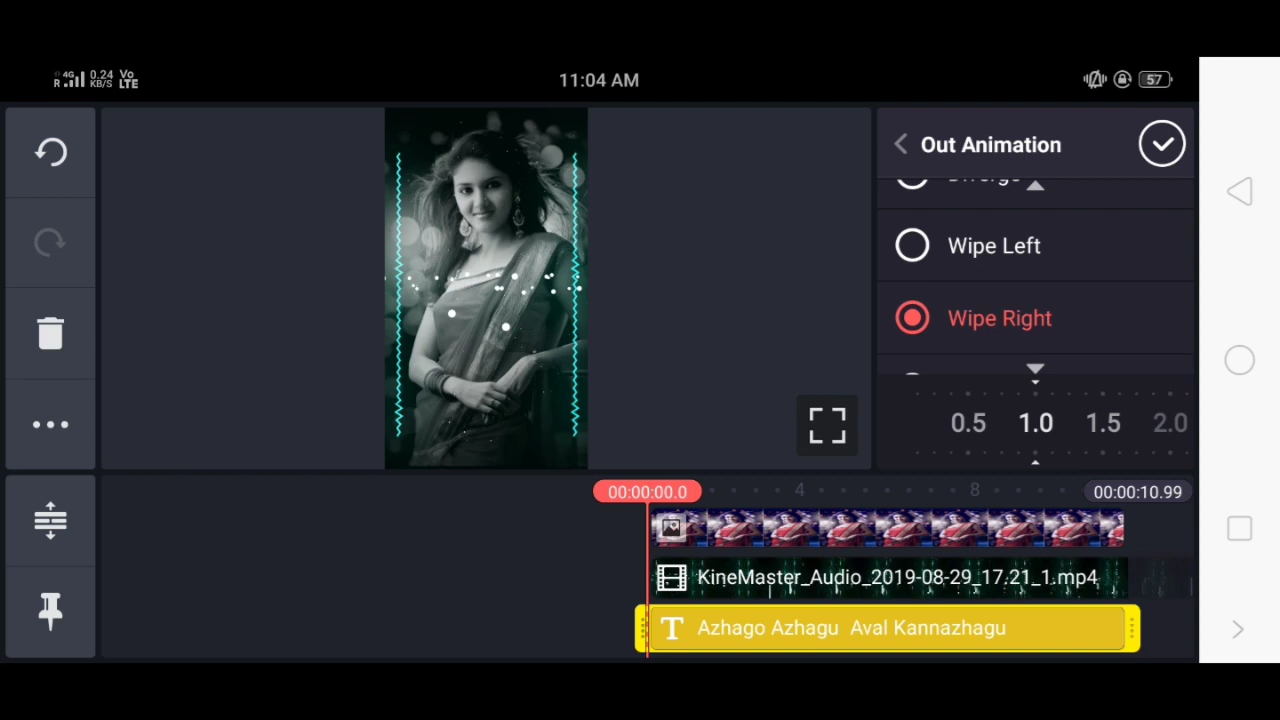 R 4G 0.24 KB/S Vo LTE
11:04 AM
57
Out Animation
Diverge
Wipe Left
Wipe Right
0.5 1.0 1.5 2.0
00:00:00.0 4 8 00:00:10.99
KineMaster_Audio_2019-08-29_17.21_1.mp4
T Azhago Azhagu  Aval Kannazhagu